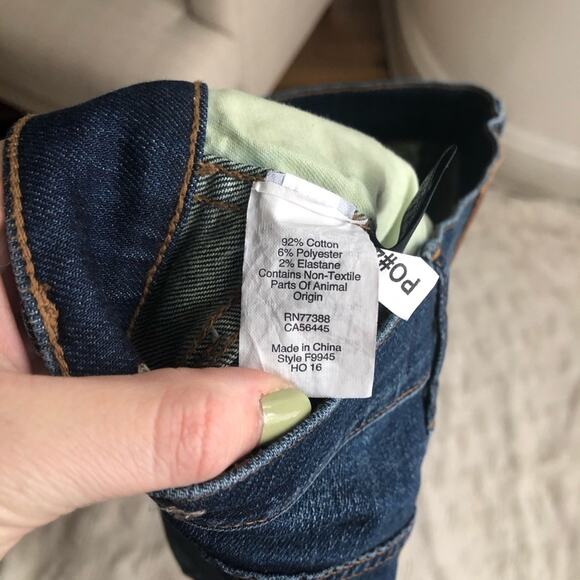 92% Cotton
6% Polyester
2% Elastane
Contains Non-Textile
Parts Of Animal
Origin
RN77388
CA56445
Made in China
Style F9945
HO 16
PO#